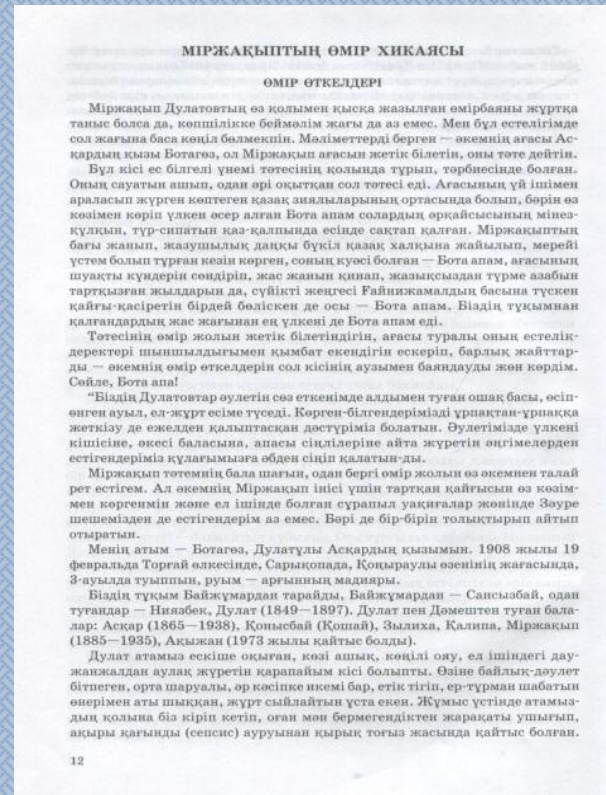 МІРЖАҚЫПТЫҢ ӨМІР ХИКАЯСЫ
ӨМІР ӨТКЕЛДЕРІ
Міржақып Дулатовтың өз қолымен қысқа жазылған өмірбаяны жұртқа
таныс болса да, көпшілікке беймәлім жағы да аз емес. Мен бұл естелігімде
сол жағына баса көңіл бөлмекпін. Мәліметтерді берген — әкемнің ағасы Ас-
қардың қызы Ботагөз, ол Міржақып ағасын жетік білетін, оны тәте дейтін.
Бұл кісі ес білгелі үнемі тәтесінің қолында тұрып, тәрбиесінде болған.
Оның сауатын ашып, одан әрі оқытқан сол тәтесі еді. Ағасының үй ішімен
араласып жүрген көптеген қазақ зиялыларының ортасында болып, бәрін өз
көзімен көріп үлкен әсер алған Бота апам солардың әрқайсысының мінез-
құлқын, түр-сипатын қаз-қалпында есінде сақтап қалған. Міржақыптың
бағы жанып, жазушылық даңқы бүкіл қазақ халқына жайылып, мерейі
үстем болып тұрған кезін көрген, соның куәсі болған — Бота апам, ағасының
шуақты күндерін сөндіріп, жас жанын қинап, жазықсыздан түрме азабын
тартқызған жылдарын да, сүйікті жеңгесі Ғайнижамалдың басына түскен
қайғы-қасіретін бірдей бөліскен де осы — Бота апам. Біздің тұқымнан
қалғандардың жас жағынан ең үлкені де Бота апам еді.
Тәтесінің өмір жолын жетік білетіндігін, ағасы туралы оның естелік-
деректері шыншылдығымен қымбат екендігін ескеріп, барлық жайттар-
ды — әкемнің өмір өткелдерін сол кісінің аузымен баяндауды жөн көрдім.
Сөйле, Бота апа!
“Біздің Дулатовтар әулетін сөз еткенімде алдымен туған ошақ басы, өсіп-
өнген ауыл, ел-жұрт есіме түседі. Көрген-білгендерімізді ұрпақтан-ұрпаққа
жеткізу де ежелден қалыптасқан дәстүріміз болатын. Әулетімізде үлкені
кішісіне, әкесі баласына, апасы сіңлілеріне айта жүретін әңгімелерден
естігендеріміз құлағымызға әбден сіңіп қалатын-ды.
Міржақып тәтемнің бала шағын, одан бергі өмір жолын өз әкемнен талай
рет естігем. Ал әкемнің Міржақып інісі үшін тартқан қайғысын өз көзім-
мен көргенмін және ел ішінде болған сұрапыл уақиғалар жөнінде Зәуре
шешемізден де естігендерім аз емес. Бәрі де бір-бірін толықтырып айтып
отыратын.
Менің атым — Ботагөз, Дулатұлы Асқардың қызымын. 1908 жылы 19
февральда Торғай өлкесінде, Сарықопада, Қоңыраулы өзенінің жағасында,
3-ауылда туыппын, руым — арғынның мадияры.
Біздің тұқым Байжұмардан тарайды, Байжұмардан — Сансызбай, одан
туғандар — Ниязбек, Дулат (1849—1897). Дулат пен Дәмештен туған бала-
лар: Асқар (1865—1938), Қонысбай (Қошай), Зылиха, Қалипа, Міржақып
(1885—1935), Ақыжан (1973 жылы қайтыс болды).
Дулат атамыз ескіше оқыған, көзі ашық, көңілі ояу, ел ішіндегі дау-
жанжалдан аулақ жүретін қарапайым кісі болыпты. Өзіне байлық-дәулет
бітпеген, орта шаруалы, әр кәсіпке икемі бар, етік тігіп, ер-тұрман шабатын
өнерімен аты шыққан, жұрт сыйлайтын ұста екен. Жұмыс үстінде атамыз-
дың қолына біз кіріп кетіп, оған мән бермегендіктен жарақаты ушығып,
ақыры қағынды (сепсис) ауруынан қырық тоғыз жасында қайтыс болған.
12